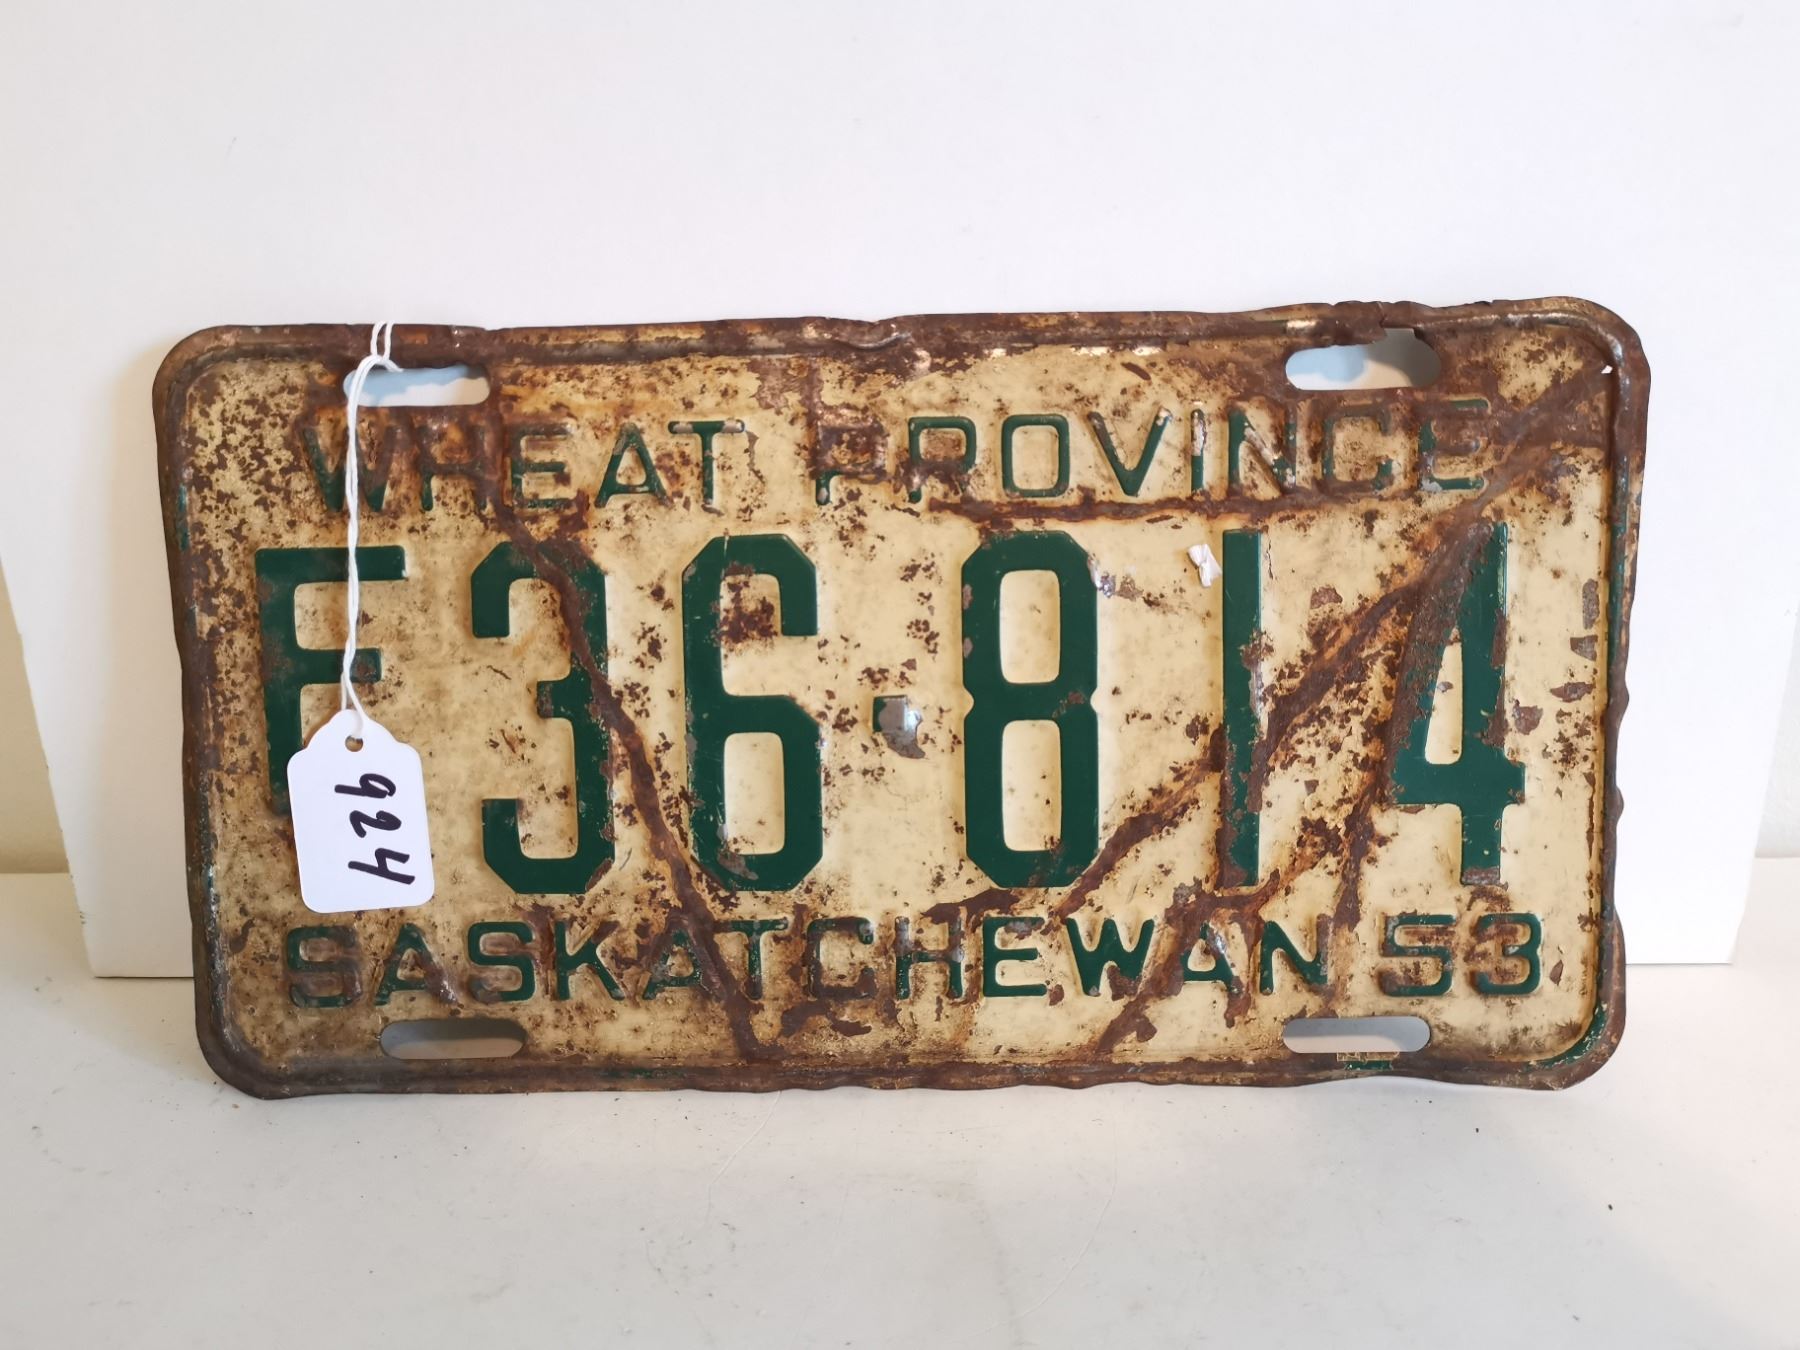 WHEAT PROVINCE
F36·814
SASKATCHEWAN 53
924